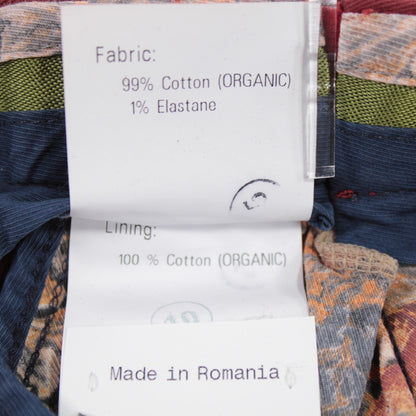 Fabric:
99% Cotton (ORGANIC)
1% Elastane
Lining:
100 % Cotton (ORGANIC)
Made in Romania